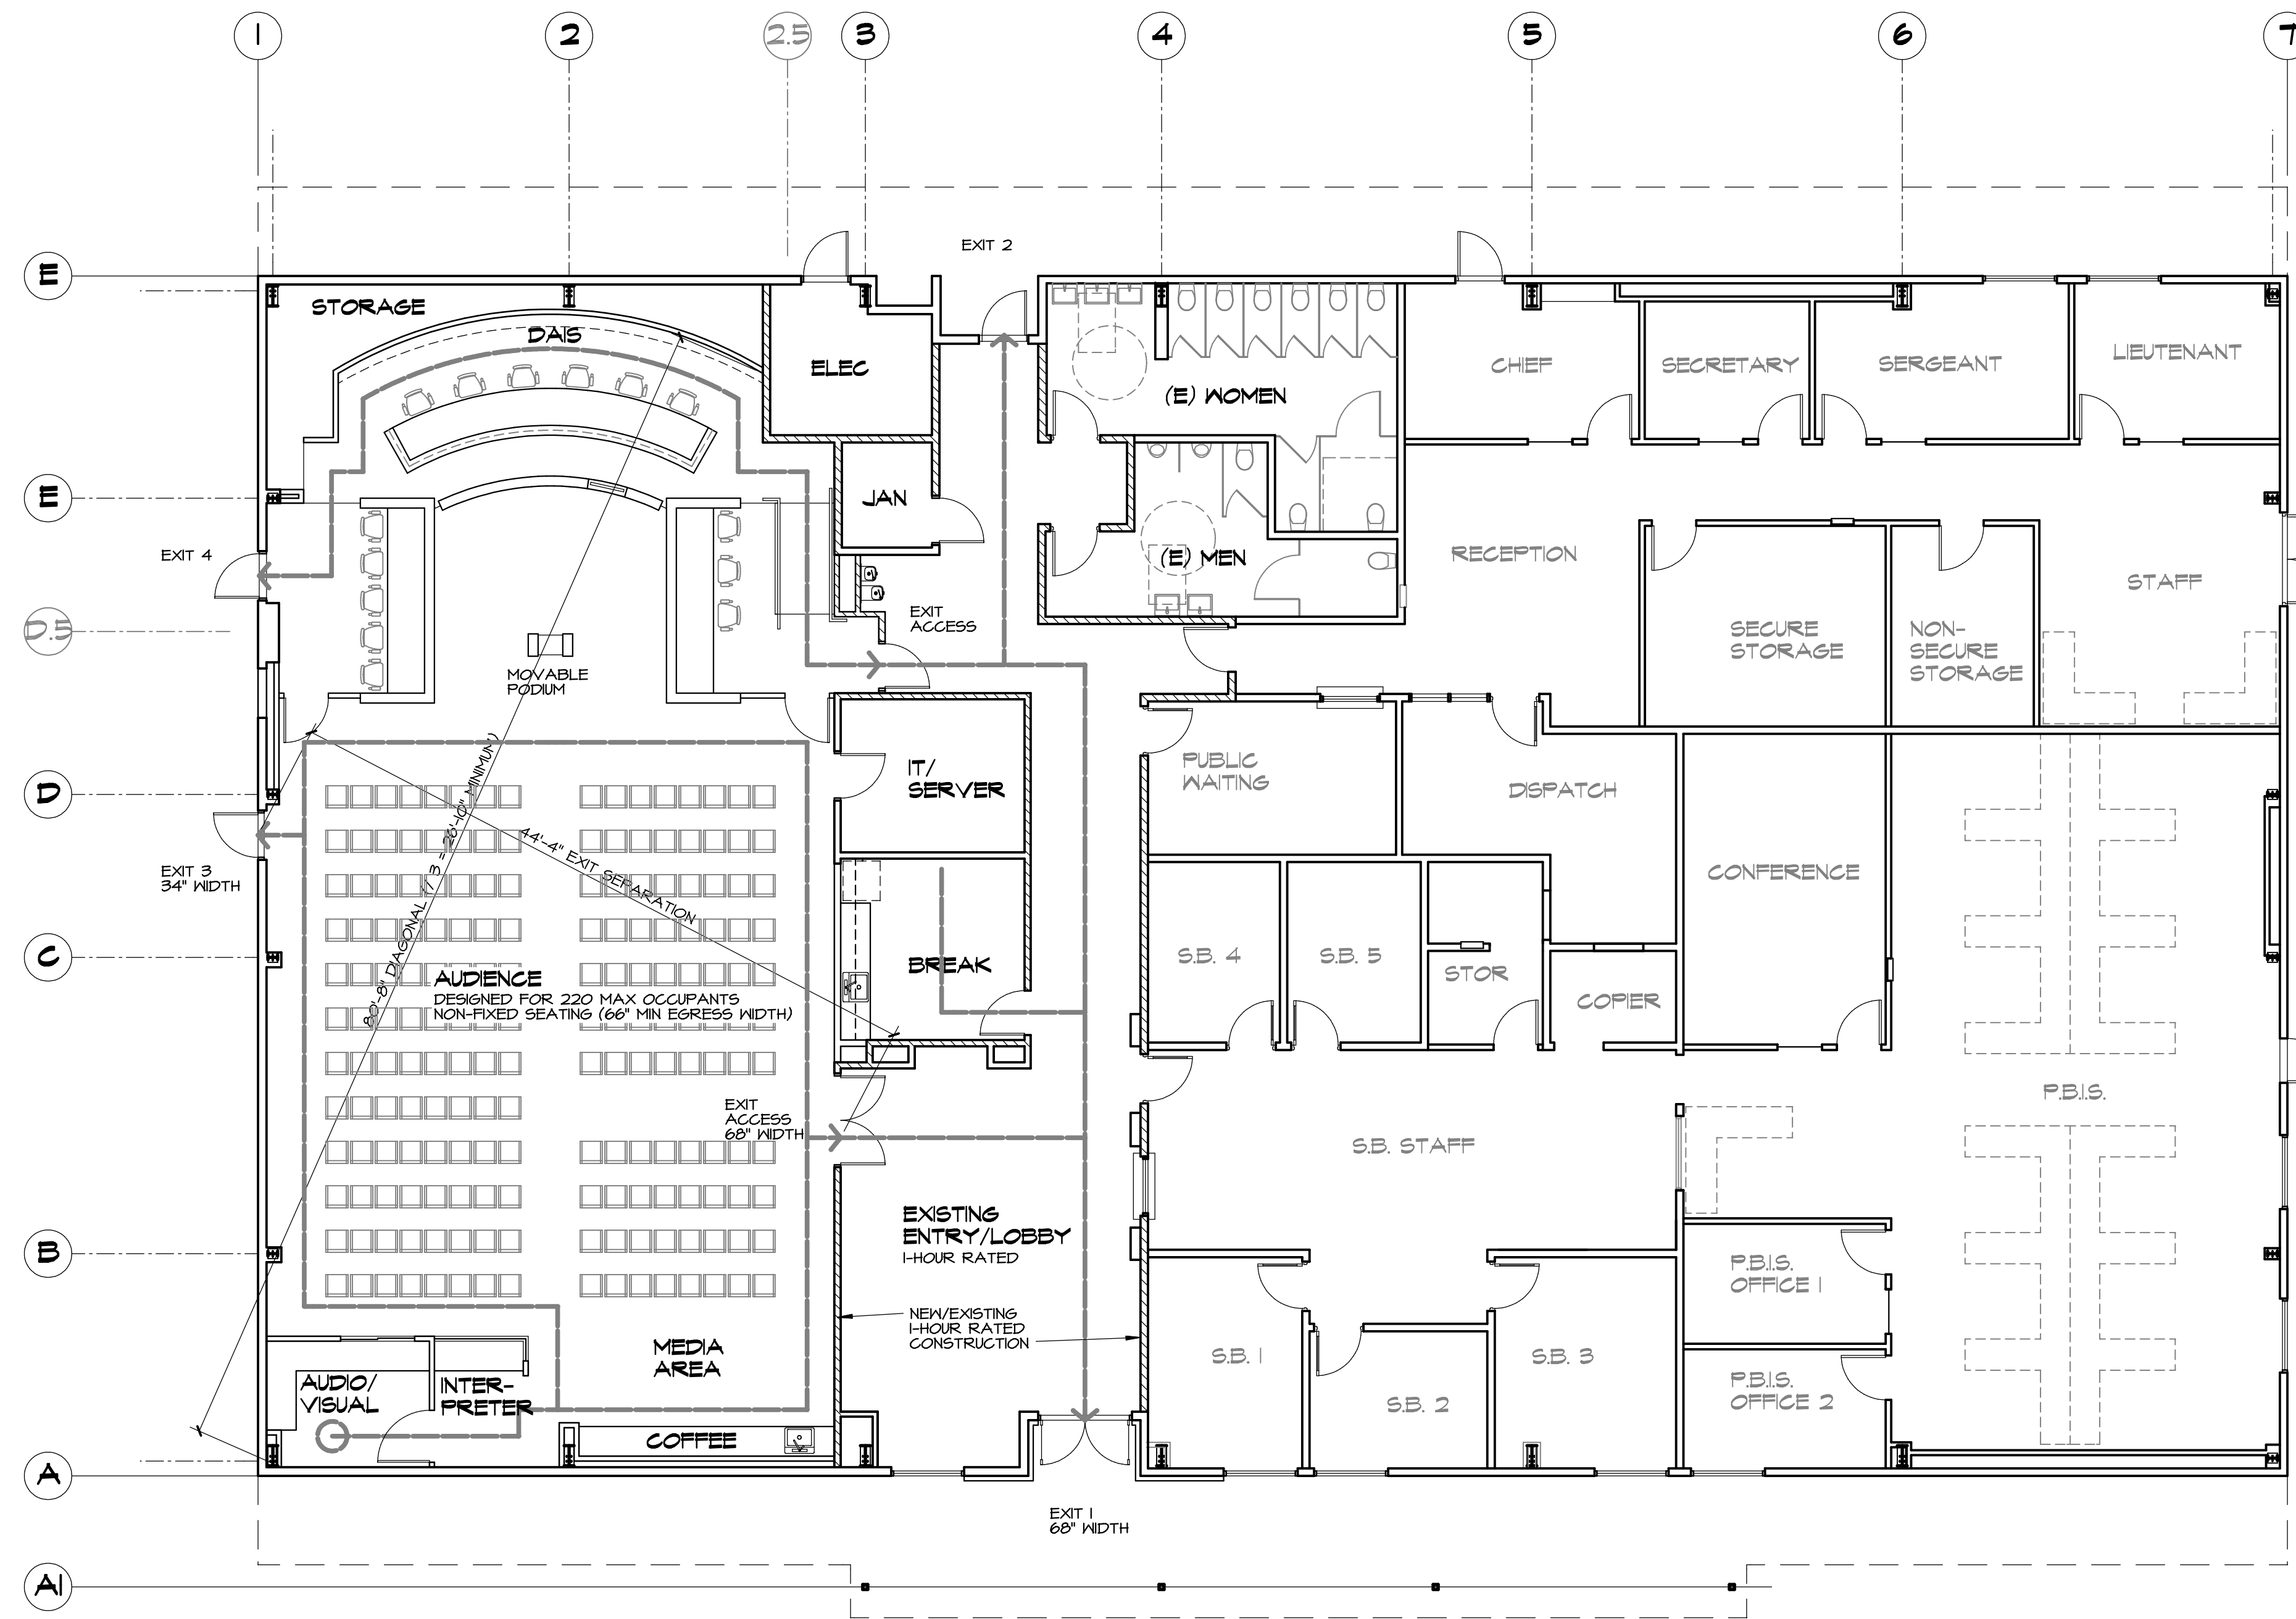 1
2
2.5
3
4
5
6
7
EXIT 2
E
STORAGE
DAIS
ELEC
(E) WOMEN
CHIEF
SECRETARY
SERGEANT
LIEUTENANT
E
JAN
EXIT 4
(E) MEN
RECEPTION
STAFF
EXIT
ACCESS
D.5
SECURE
STORAGE
NON-
SECURE
STORAGE
MOVABLE
PODIUM
D
IT/
SERVER
PUBLIC
WAITING
DISPATCH
EXIT 3
34" WIDTH
80'-8" DIAGONAL (/ 3 = 26'-10" MINIMUM)
44'-4" EXIT SEPARATION
CONFERENCE
C
AUDIENCE
DESIGNED FOR 220 MAX OCCUPANTS
NON-FIXED SEATING (66" MIN EGRESS WIDTH)
BREAK
S.B. 4
S.B. 5
STOR
COPIER
P.B.I.S.
EXIT
ACCESS
68" WIDTH
S.B. STAFF
B
EXISTING
ENTRY/LOBBY
1-HOUR RATED
P.B.I.S.
OFFICE 1
NEW/EXISTING
1-HOUR RATED
CONSTRUCTION
MEDIA
AREA
S.B. 1
S.B. 2
S.B. 3
P.B.I.S.
OFFICE 2
AUDIO/
VISUAL
INTER-
PRETER
COFFEE
A
EXIT 1
68" WIDTH
A1